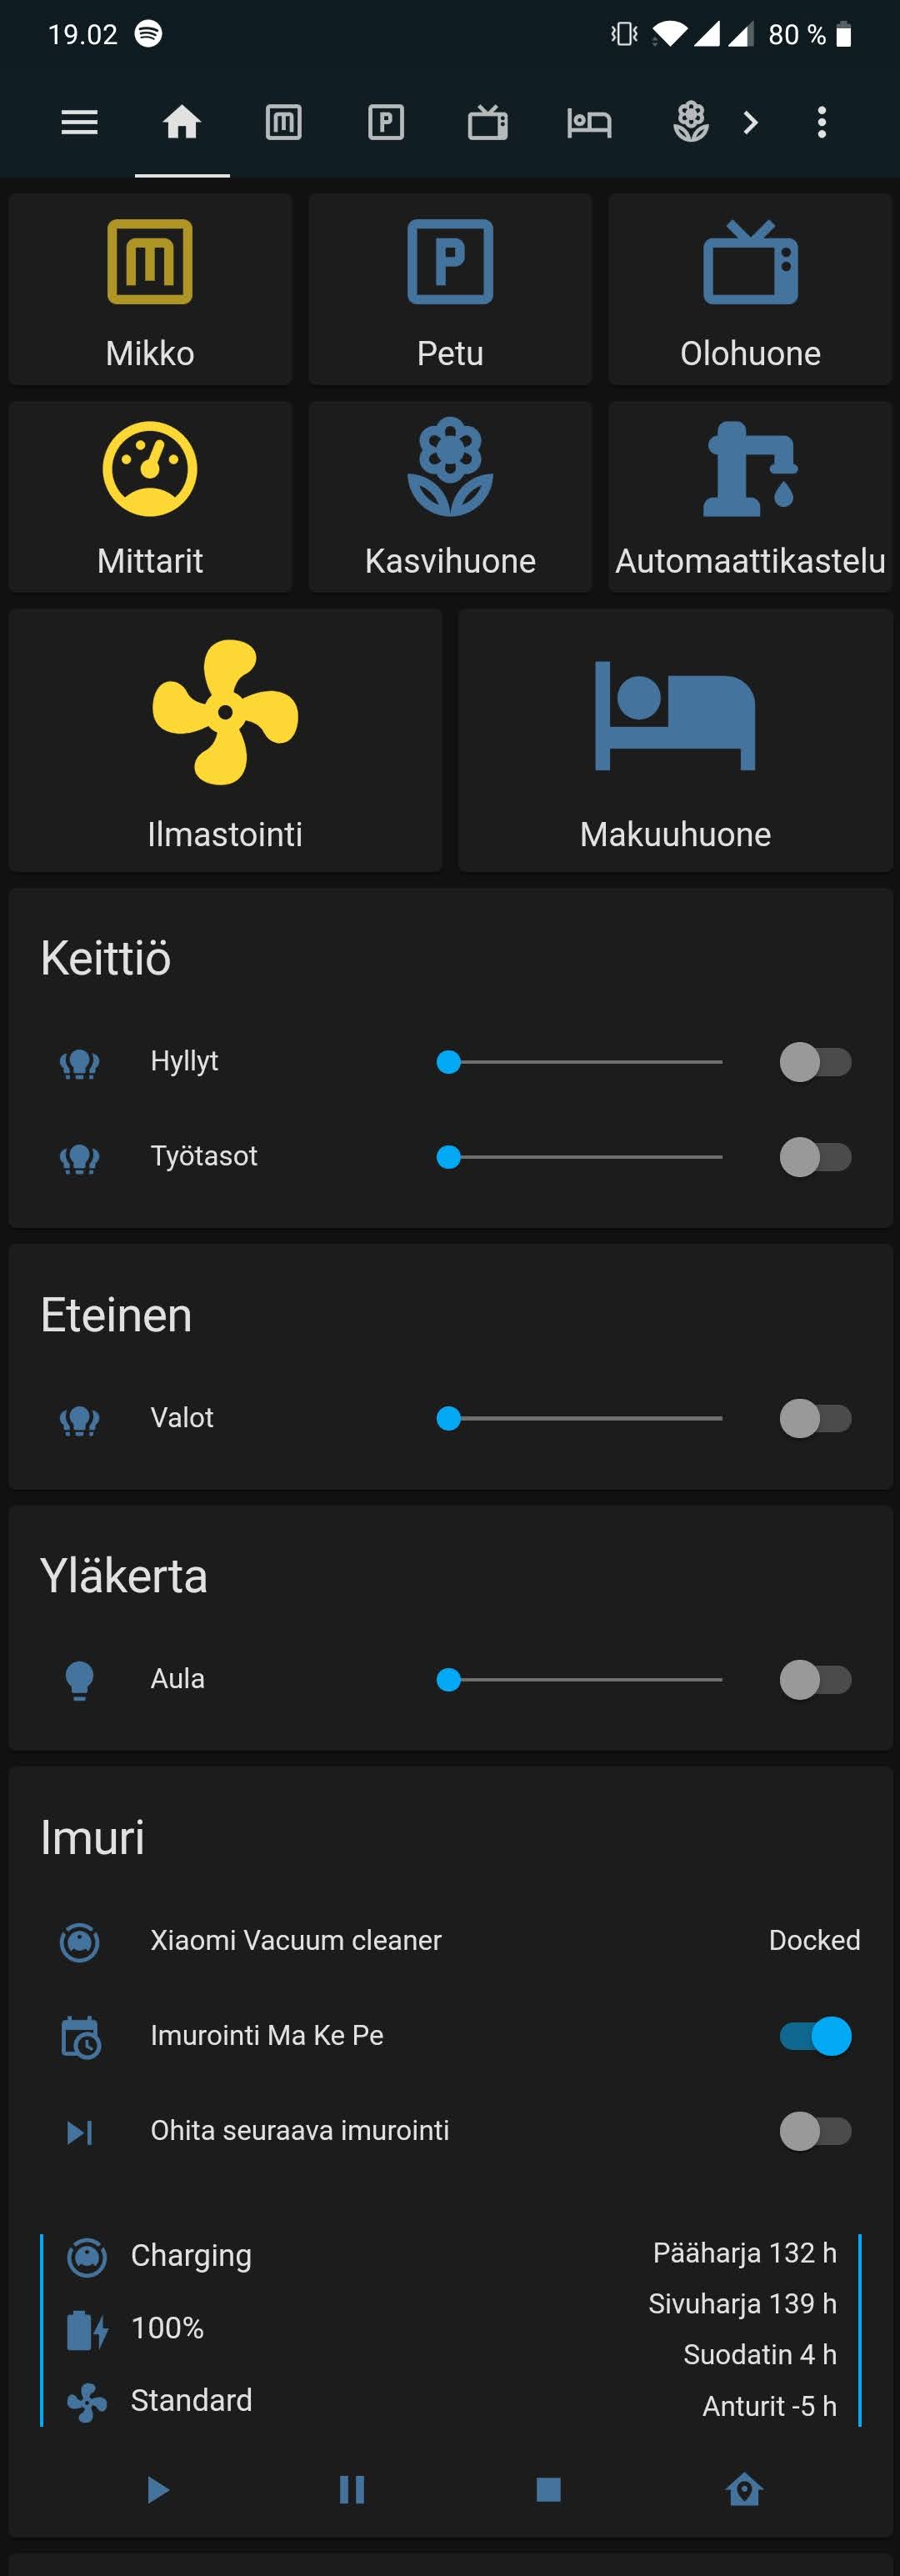 19.02 80 %
Mikko Petu Olohuone
Mittarit Kasvihuone Automaattikastelu
Ilmastointi Makuuhuone
Keittiö
Hyllyt
Työtasot
Eteinen
Valot
Yläkerta
Aula
Imuri
Xiaomi Vacuum cleaner Docked
Imurointi Ma Ke Pe
Ohita seuraava imurointi
Charging
100%
Standard
Pääharja 132 h
Sivuharja 139 h
Suodatin 4 h
Anturit -5 h